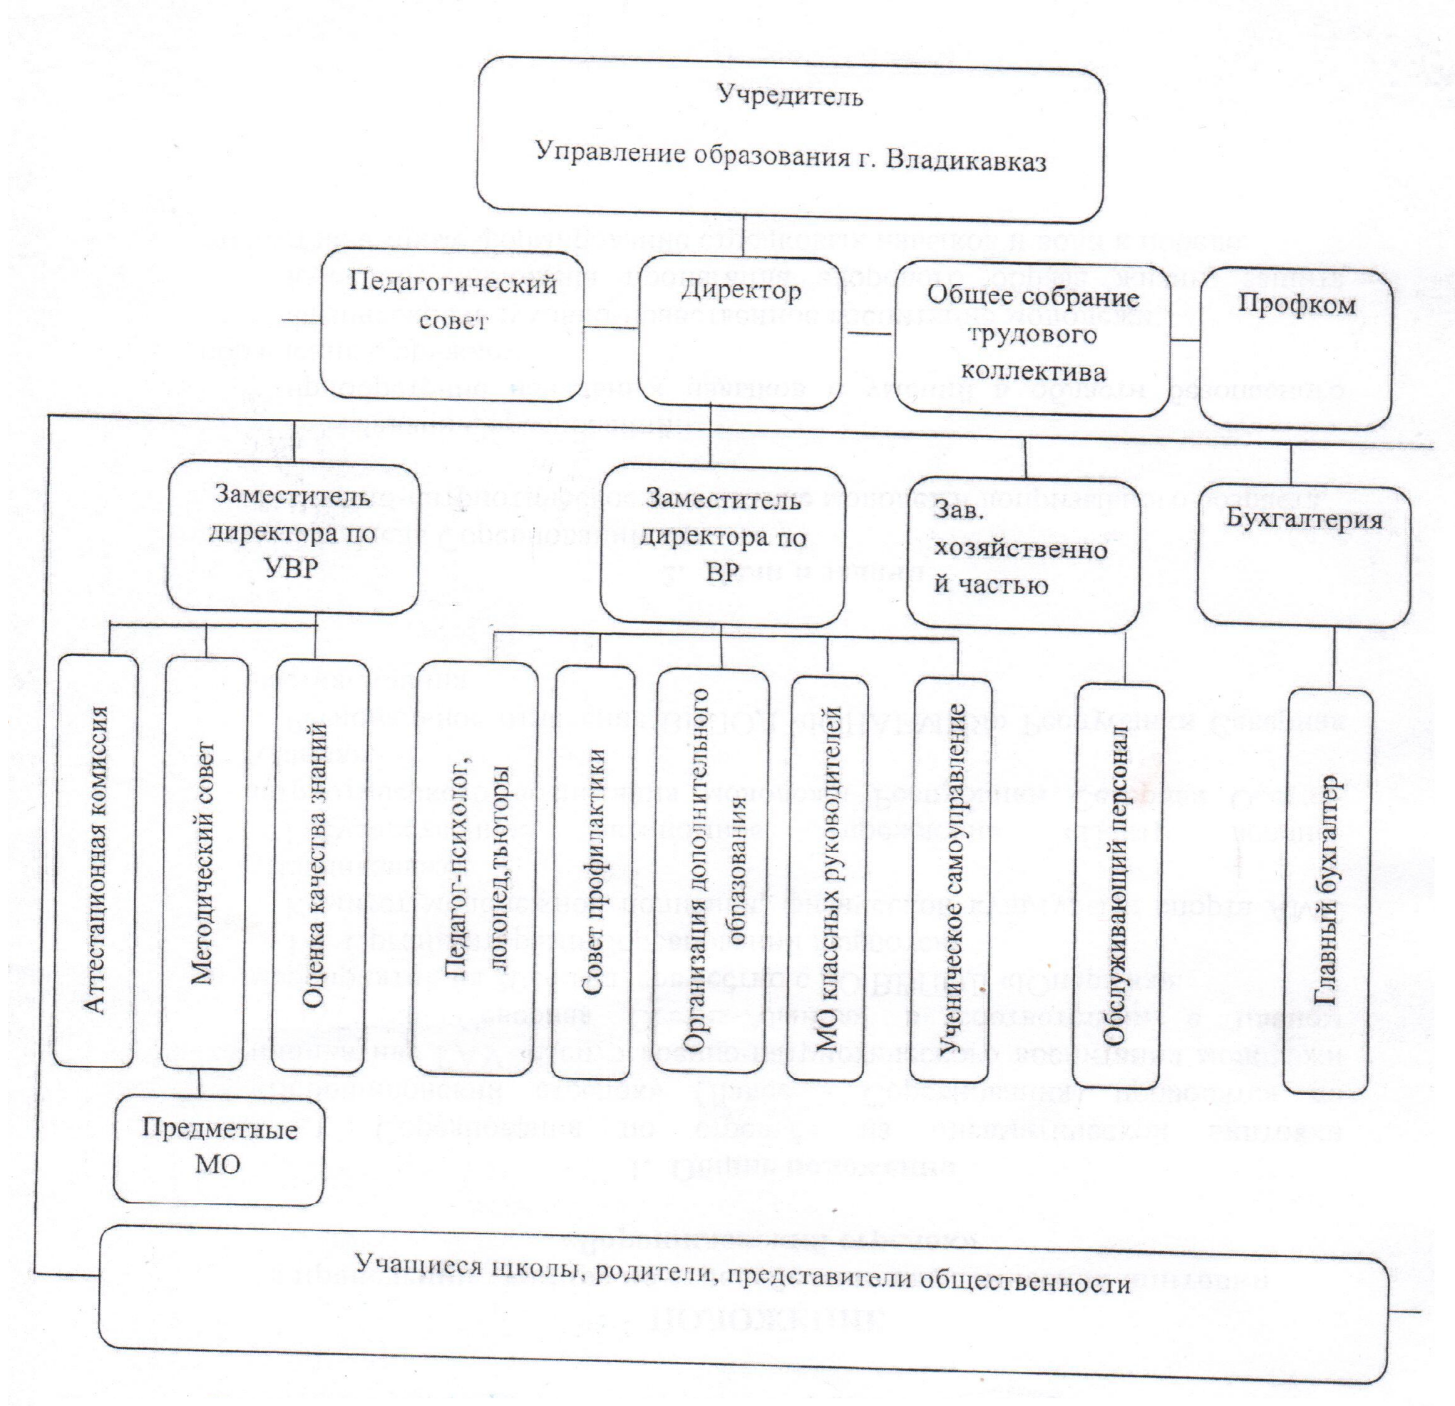 Учредитель
Управление образования г. Владикавказ
Педагогический
совет
Директор
Общее собрание
трудового
коллектива
Профком
Заместитель
директора по
УВР
Заместитель
директора по
ВР
Зав.
хозяйственно
й частью
Бухгалтерия
Аттестационная комиссия
Методический совет
Оценка качества знаний
Педагог-психолог,
логопед,тьюторы
Совет профилактики
Организация дополнительного
образования
МО классных руководителей
Ученическое самоуправление
Обслуживающий персонал
Главный бухгалтер
Предметные
МО
Учащиеся школы, родители, представители общественности